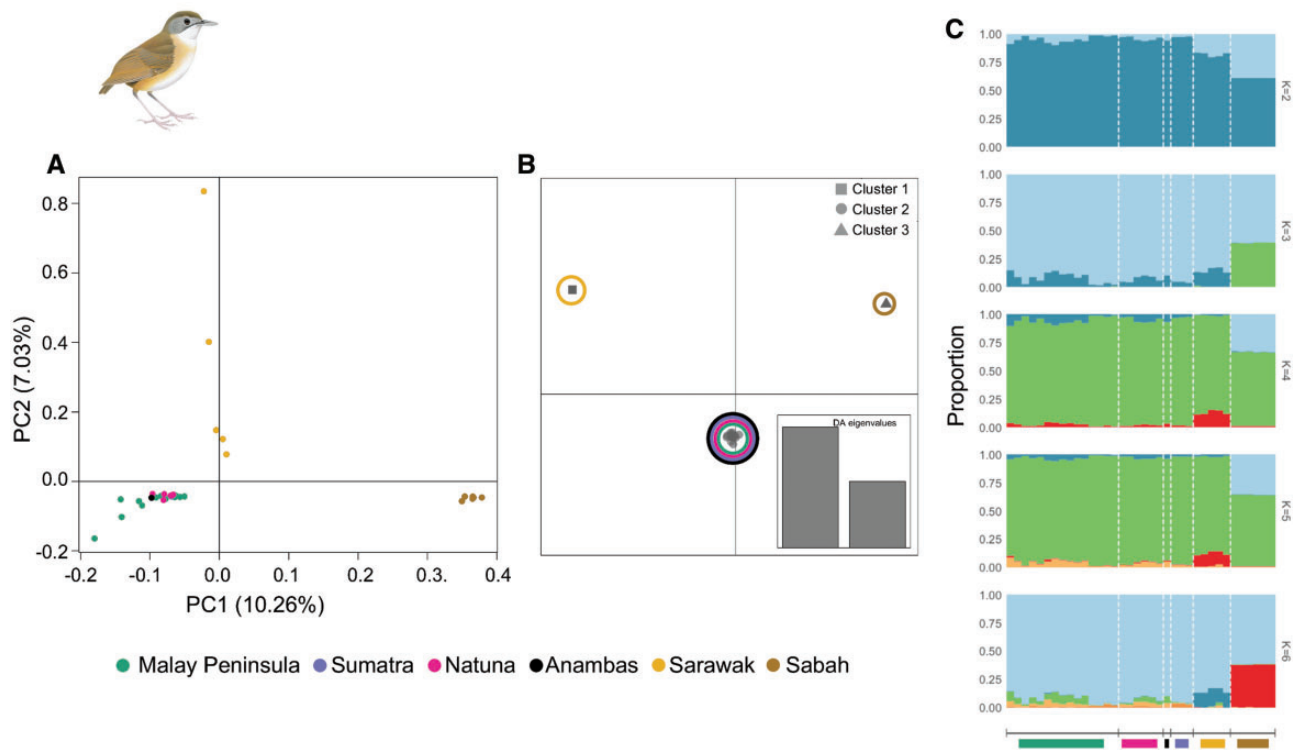 A
PC2 (7.03%)
0.8
0.6
0.4
0.2
0.0
-0.2
-0.2
-0.1
0.0
0.1
0.2
0.3.
0.4
PC1 (10.26%)
B
Cluster 1
Cluster 2
Cluster 3
DA eigenvalues
C
Proportion
1.00
0.75
0.50
0.25
0.00
K=2
1.00
0.75
0.50
0.25
0.00
K=3
1.00
0.75
0.50
0.25
0.00
K=4
1.00
0.75
0.50
0.25
0.00
K=5
1.00
0.75
0.50
0.25
0.00
K=6
Malay Peninsula Sumatra Natuna Anambas Sarawak Sabah